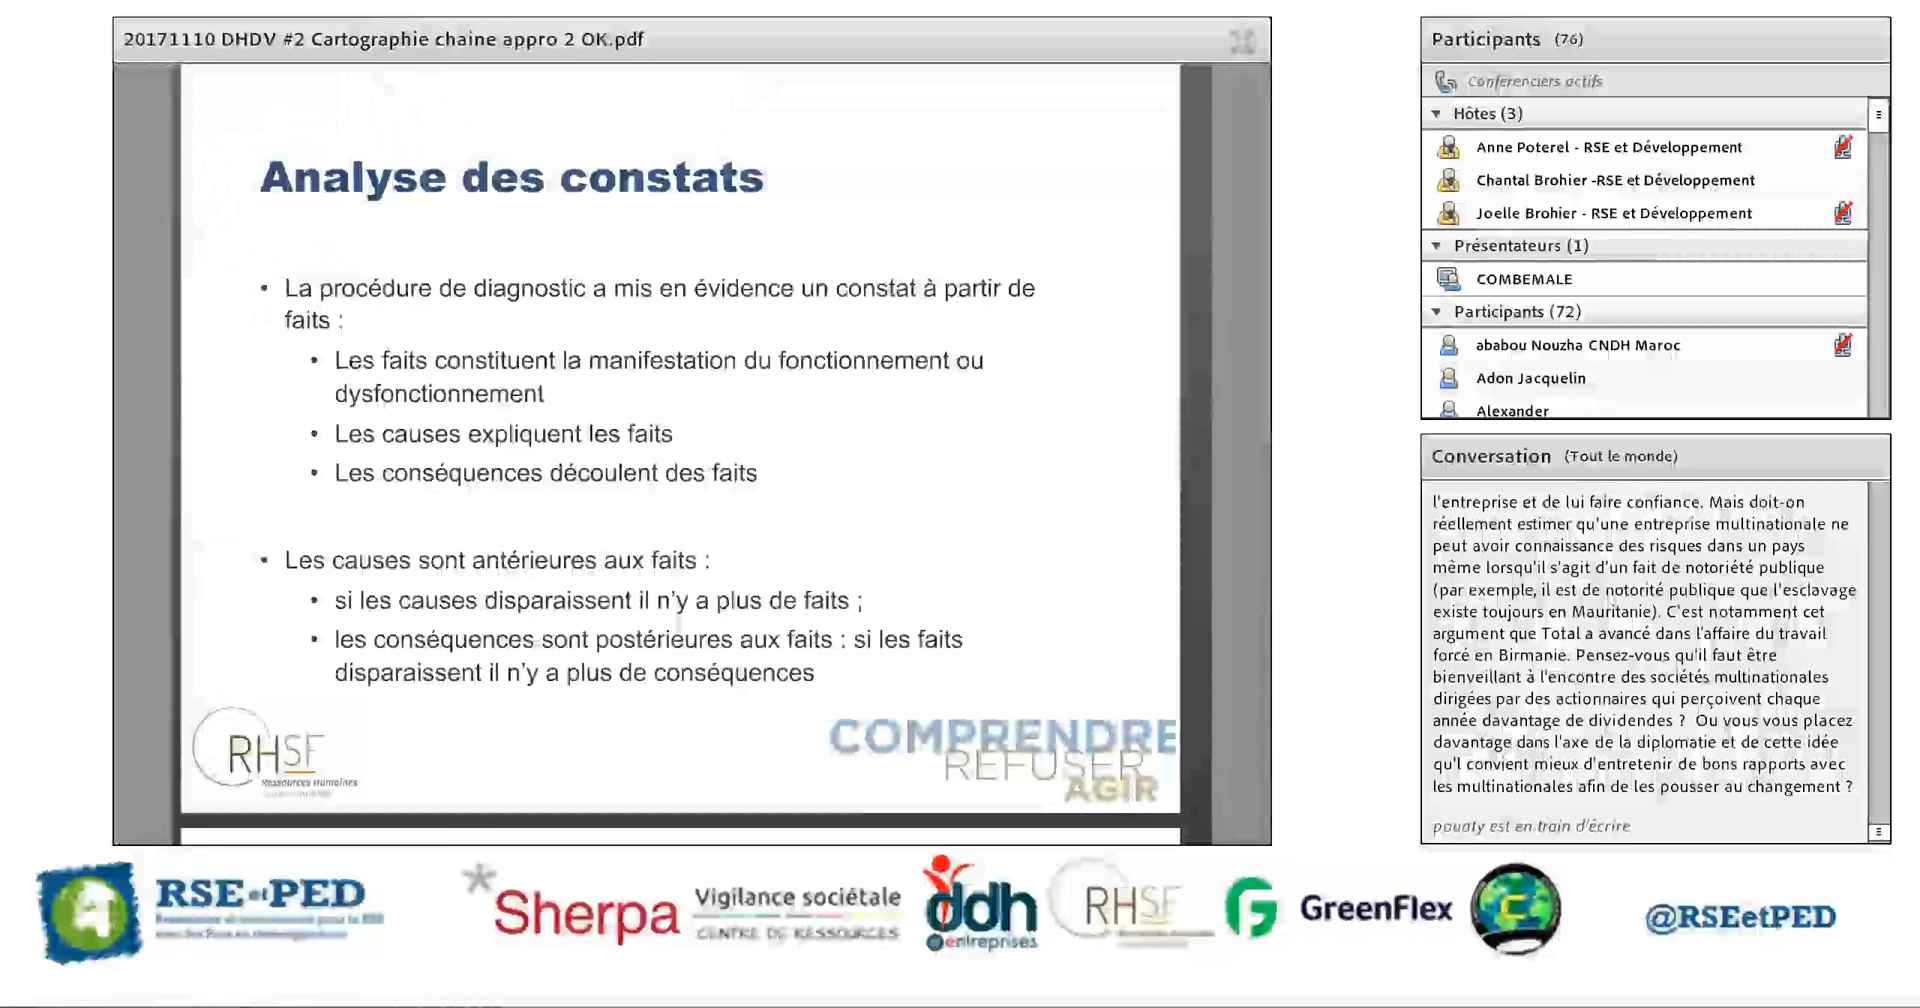 20171110 DHDV #2 Cartographie chaine appro 2 OK.pdf
Analyse des constats
• La procédure de diagnostic a mis en évidence un constat à partir de
faits :
• Les faits constituent la manifestation du fonctionnement ou
dysfonctionnement
• Les causes expliquent les faits
• Les conséquences découlent des faits
• Les causes sont antérieures aux faits :
• si les causes disparaissent il n'y a plus de faits ;
• les conséquences sont postérieures aux faits : si les faits
disparaissent il n'y a plus de conséquences
RHSF
Ressources Humaines
COMPRENDRE
REFUSER
AGIR
Participants (76)
Conférenciers actifs
Hôtes (3)
Anne Poterel - RSE et Développement
Chantal Brohier -RSE et Développement
Joelle Brohier - RSE et Développement
Présentateurs (1)
COMBEMALE
Participants (72)
ababou Nouzha CNDH Maroc
Adon Jacquelin
Alexander
Conversation (Tout le monde)
l'entreprise et de lui faire confiance. Mais doit-on
réellement estimer qu'une entreprise multinationale ne
peut avoir connaissance des risques dans un pays
même lorsqu'il s'agit d'un fait de notoriété publique
(par exemple, il est de notorité publique que l'esclavage
existe toujours en Mauritanie). C'est notamment cet
argument que Total a avancé dans l'affaire du travail
forcé en Birmanie. Pensez-vous qu'il faut être
bienveillant à l'encontre des sociétés multinationales
dirigées par des actionnaires qui perçoivent chaque
année davantage de dividendes ? Ou vous vous placez
davantage dans l'axe de la diplomatie et de cette idée
qu'l convient mieux d'entretenir de bons rapports avec
les multinationales afin de les pousser au changement ?
pouaty est en train d'écrire
RSE et PED
Sherpa
Vigilance sociétale
CENTRE DE RESSOURCES
ddh
@entreprises
RHSF
GreenFlex
@RSEetPED